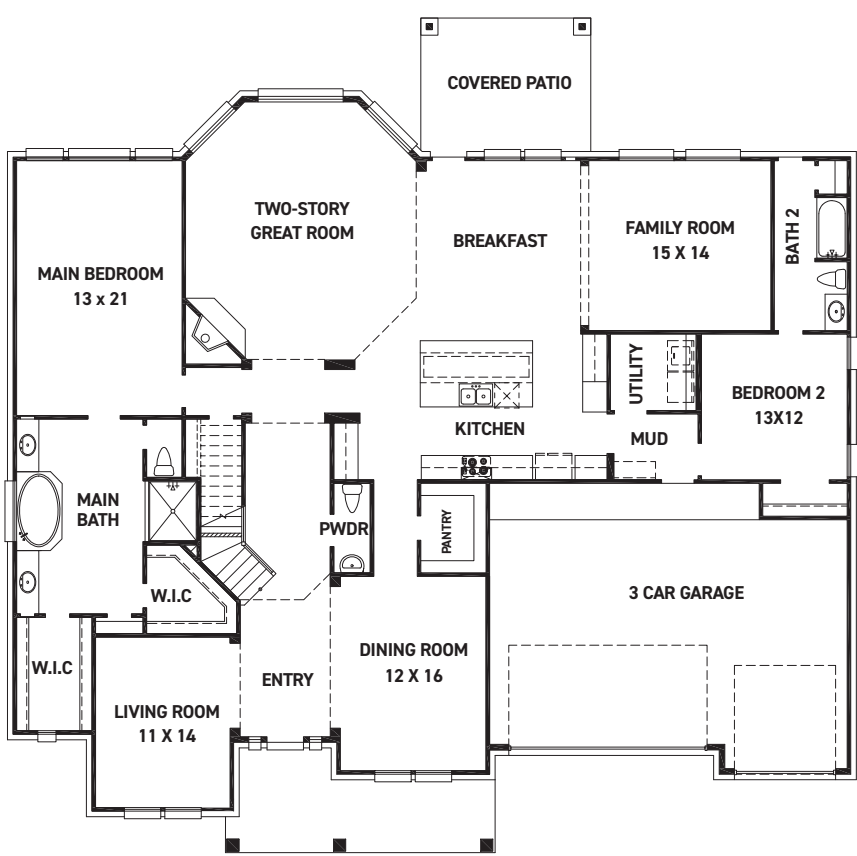 COVERED PATIO
TWO-STORY
GREAT ROOM
BREAKFAST
FAMILY ROOM
15 X 14
BATH 2
MAIN BEDROOM
13 x 21
UTILITY
BEDROOM 2
13X12
KITCHEN
MUD
MAIN
BATH
PWDR
PANTRY
W.I.C
3 CAR GARAGE
W.I.C
DINING ROOM
12 X 16
ENTRY
LIVING ROOM
11 X 14